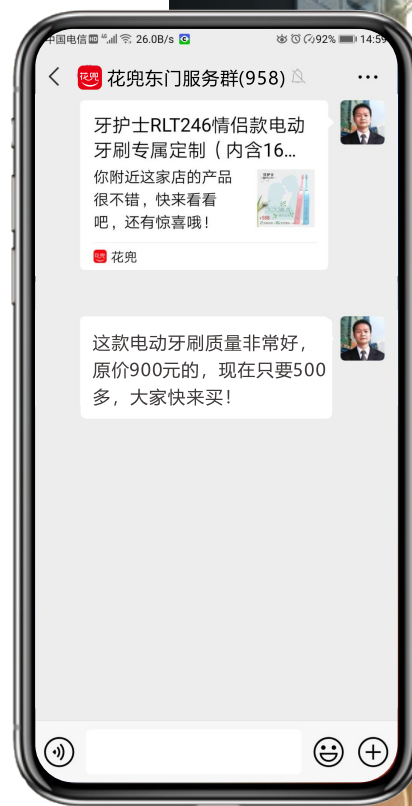 中国电信HD 4G 26.0B/s 92% 14:59
花兜 花兜东门服务群(958)
牙护士RLT246情侣款电动
牙刷专属定制（内含16...
你附近这家店的产品
很不错，快来看看
吧，还有惊喜哦！
花兜
这款电动牙刷质量非常好，
原价900元的，现在只要500
多，大家快来买！